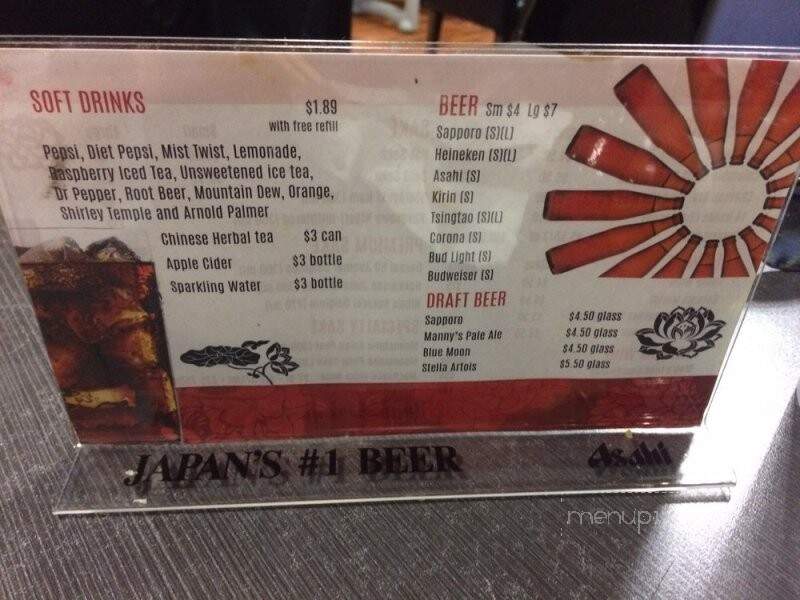 SOFT DRINKS $1.89
with free refill
Pepsi, Diet Pepsi, Mist Twist, Lemonade,
Raspberry Iced Tea, Unsweetened ice tea,
Dr Pepper, Root Beer, Mountain Dew, Orange,
Shirley Temple and Arnold Palmer
Chinese Herbal tea $3 can
Apple Cider $3 bottle
Sparkling Water $3 bottle
BEER Sm $4 Lg $7
Sapporo (S)(L)
Heineken (S)(L)
Asahi (S)
Kirin (S)
Tsingtao (S)(L)
Corona (S)
Bud Light (S)
Budweiser (S)
DRAFT BEER
Sapporo $4.50 glass
Manny's Pale Ale $4.50 glass
Blue Moon $4.50 glass
Stella Artois $5.50 glass
JAPAN'S #1 BEER
Asahi